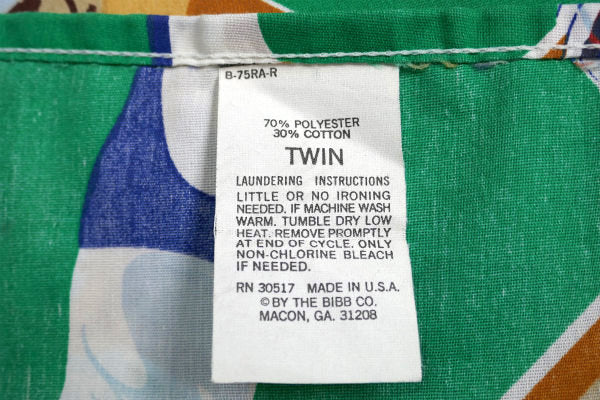 B-75RA-R
70% POLYESTER
30% COTTON
TWIN
LAUNDERING INSTRUCTIONS
LITTLE OR NO IRONING
NEEDED. IF MACHINE WASH
WARM. TUMBLE DRY LOW
HEAT. REMOVE PROMPTLY
AT END OF CYCLE. ONLY
NON-CHLORINE BLEACH
IF NEEDED.
RN 30517 MADE IN U.S.A.
© BY THE BIBB CO.
MACON, GA. 31208